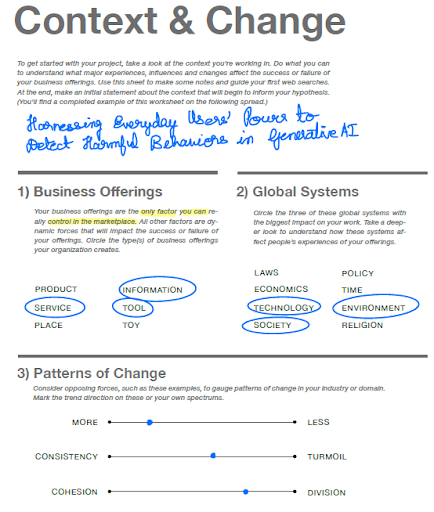 Context & Change
To get started with your project, take a look at the context you're working in. Do what you can
to understand what major experiences, influences and changes affect the success or failure of
your business offerings. Use this sheet to make some notes and guide your first web searches.
At the end, make an initial statement about the context that will begin to inform your hypothesis.
(You'll find a completed example of this worksheet on the following spread.)
Harnessing Everyday Users' Power to
Detect Harmful Behaviors in Generative AI
1) Business Offerings
Your business offerings are the only factor you can re-
ally control in the marketplace. All other factors are dy-
namic forces that will impact the success or failure of
your offerings. Circle the type(s) of business offerings
your organization creates.
PRODUCT INFORMATION
SERVICE TOOL
PLACE TOY
2) Global Systems
Circle the three of these global systems with
the biggest impact on your work. Take a deep-
er look to understand how these systems af-
fect people's experiences of your offerings.
LAWS POLICY
ECONOMICS TIME
TECHNOLOGY ENVIRONMENT
SOCIETY RELIGION
3) Patterns of Change
Consider opposing forces, such as these examples, to gauge patterns of change in your industry or domain.
Mark the trend direction on these or your own spectrums.
MORE LESS
CONSISTENCY TURMOIL
COHESION DIVISION